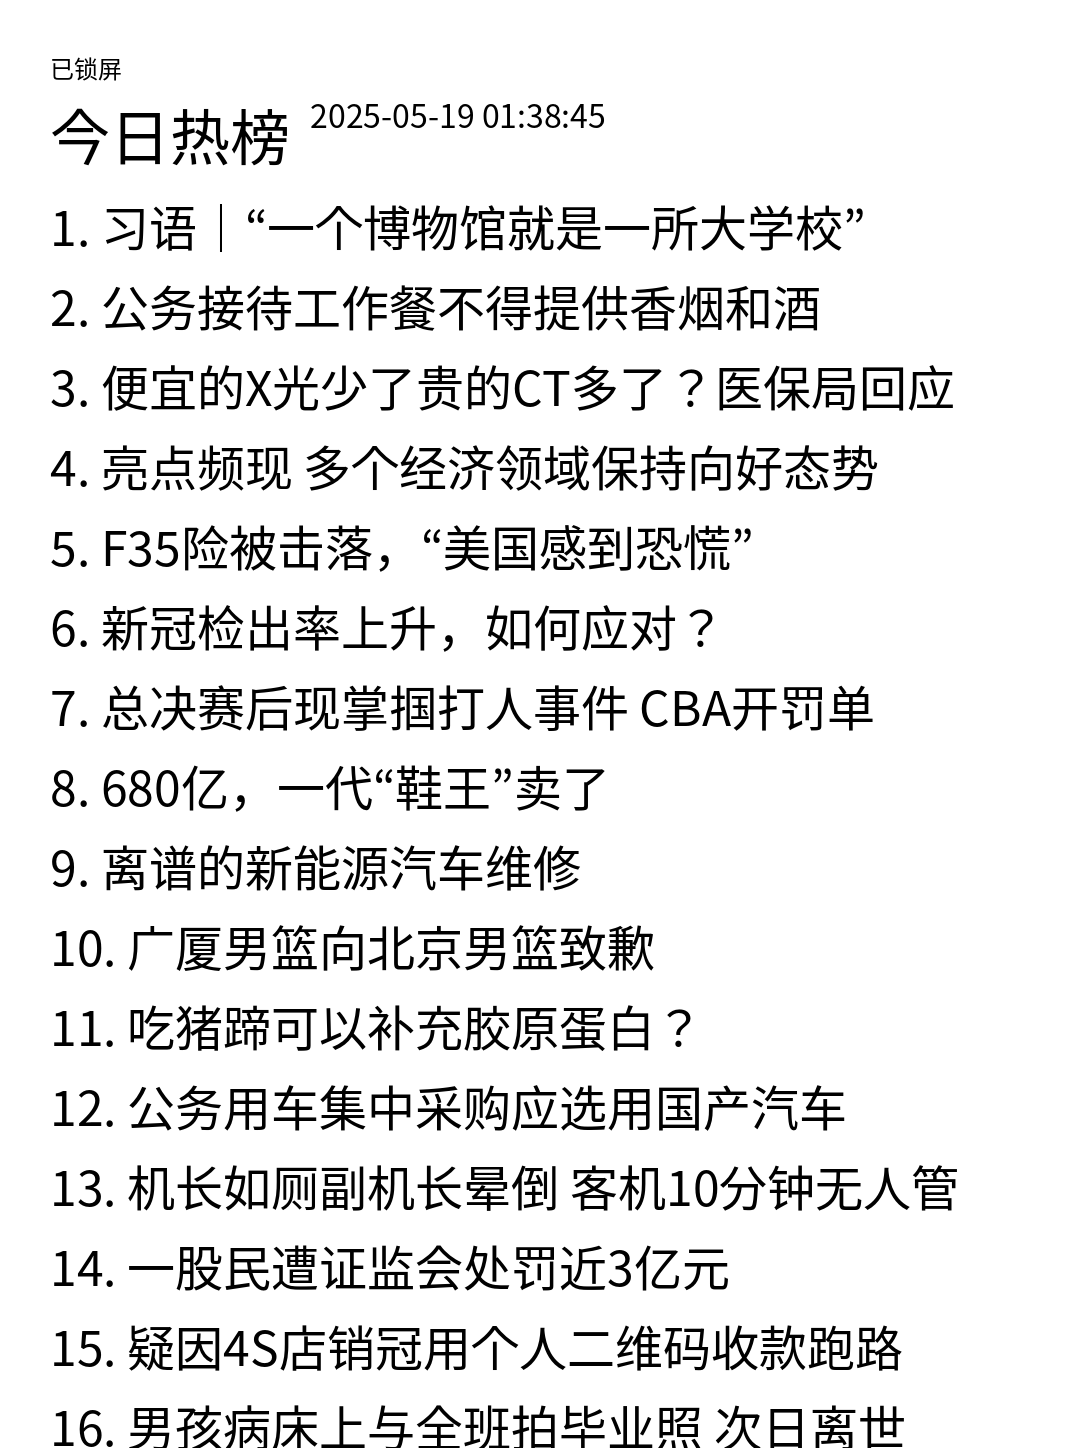 已锁屏
今日热榜 2025-05-19 01:38:45
1. 习语｜“一个博物馆就是一所大学校”
2. 公务接待工作餐不得提供香烟和酒
3. 便宜的X光少了贵的CT多了？医保局回应
4. 亮点频现 多个经济领域保持向好态势
5. F35险被击落，“美国感到恐慌”
6. 新冠检出率上升，如何应对？
7. 总决赛后现掌掴打人事件 CBA开罚单
8. 680亿，一代“鞋王”卖了
9. 离谱的新能源汽车维修
10. 广厦男篮向北京男篮致歉
11. 吃猪蹄可以补充胶原蛋白？
12. 公务用车集中采购应选用国产汽车
13. 机长如厕副机长晕倒 客机10分钟无人管
14. 一股民遭证监会处罚近3亿元
15. 疑因4S店销冠用个人二维码收款跑路
16. 男孩病床上与全班拍毕业照 次日离世